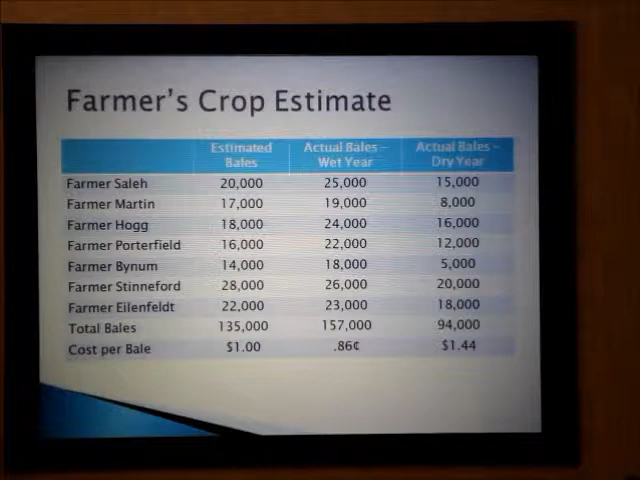 Farmer's Crop Estimate
Estimated Bales Actual Bales – Wet Year Actual Bales – Dry Year
Farmer Saleh 20,000 25,000 15,000
Farmer Martin 17,000 19,000 8,000
Farmer Hogg 18,000 24,000 16,000
Farmer Porterfield 16,000 22,000 12,000
Farmer Bynum 14,000 18,000 5,000
Farmer Stinneford 28,000 26,000 20,000
Farmer Eilenfeldt 22,000 23,000 18,000
Total Bales 135,000 157,000 94,000
Cost per Bale $1.00 .86¢ $1.44